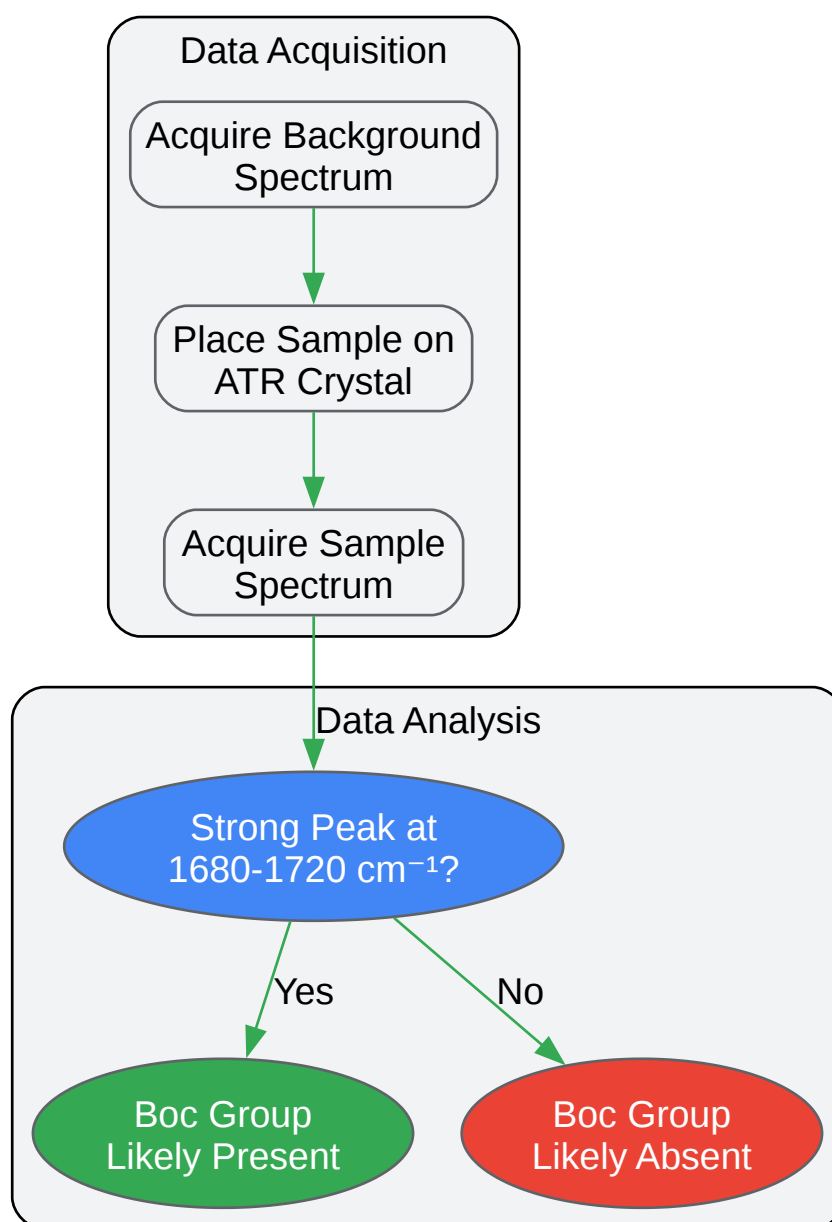 Data Acquisition
Acquire Background
Spectrum
Place Sample on
ATR Crystal
Acquire Sample
Spectrum
Data Analysis
Strong Peak at
1680-1720 cm⁻¹?
Yes
No
Boc Group
Likely Present
Boc Group
Likely Absent